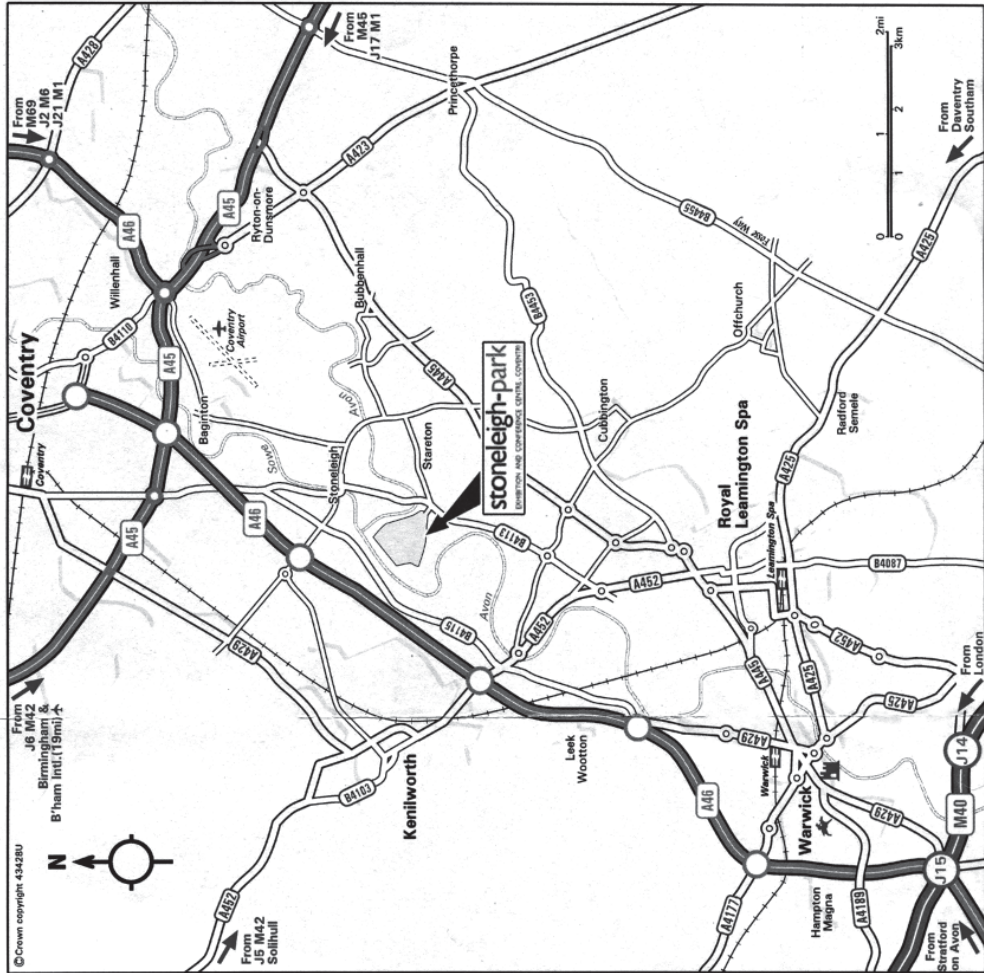 ©Crown copyright 43428U
N
From
J6 M42
Birmingham &
B'ham Intl.(19mi)
A45
Coventry
Coventry
From
M69
J2 M6
J21 M1
A428
From
M45
J17 M1
A46
A45
B4110
Willenhall
A45
Ryton-on-
Dunsmore
A423
Princethorpe
Baginton
Coventry
Airport
A46
Sowe
Avon
Bubbenhall
A429
Stoneleigh
Stareton
A445
B4453
B4455
Fosse Way
stoneleigh-park
EXHIBITION AND CONFERENCE CENTRE, COVENTRY
B4115
Avon
B4113
A452
Kenilworth
B4103
A452
From
J5 M42
Solihull
Cubbington
Offchurch
A452
Leek
Wootton
Royal
Leamington Spa
Leamington Spa
Radford
Semele
A425
A425
From
Daventry
Southam
0 1 2mi
0 1 2 3km
A46
A429
A445
A425
B4087
A452
Warwick
Warwick
A425
A429
A4177
Hampton
Magna
A4189
From
London
J14
M40
J15
From
Stratford
on Avon